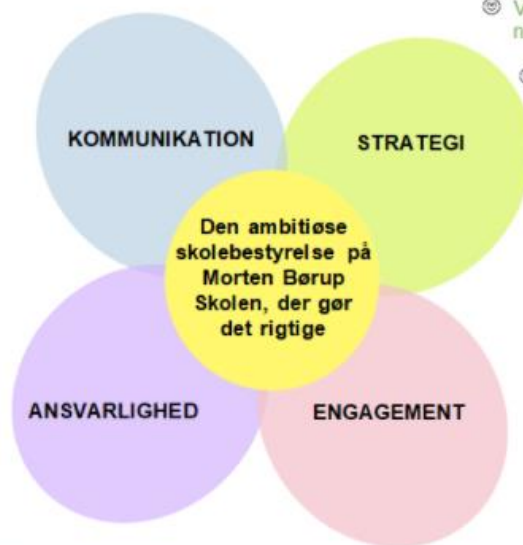 KOMMUNIKATION
STRATEGI
Den ambitiøse
skolebestyrelse på
Morten Børup
Skolen, der gør
det rigtige
ANSVARLIGHED
ENGAGEMENT